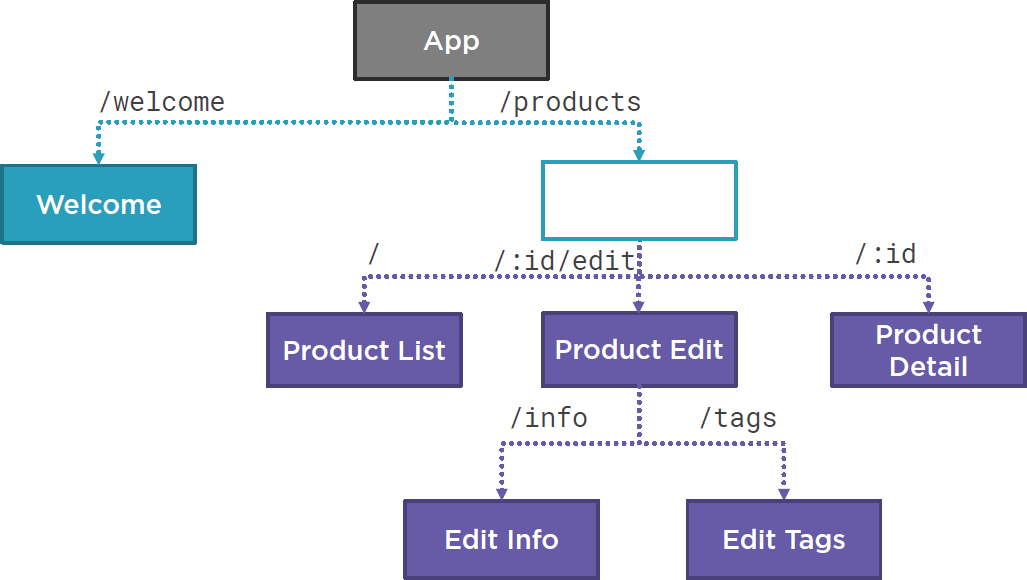 App
/welcome
/products
Welcome
/
/:id/edit
/:id
Product List
Product Edit
Product
Detail
/info
/tags
Edit Info
Edit Tags